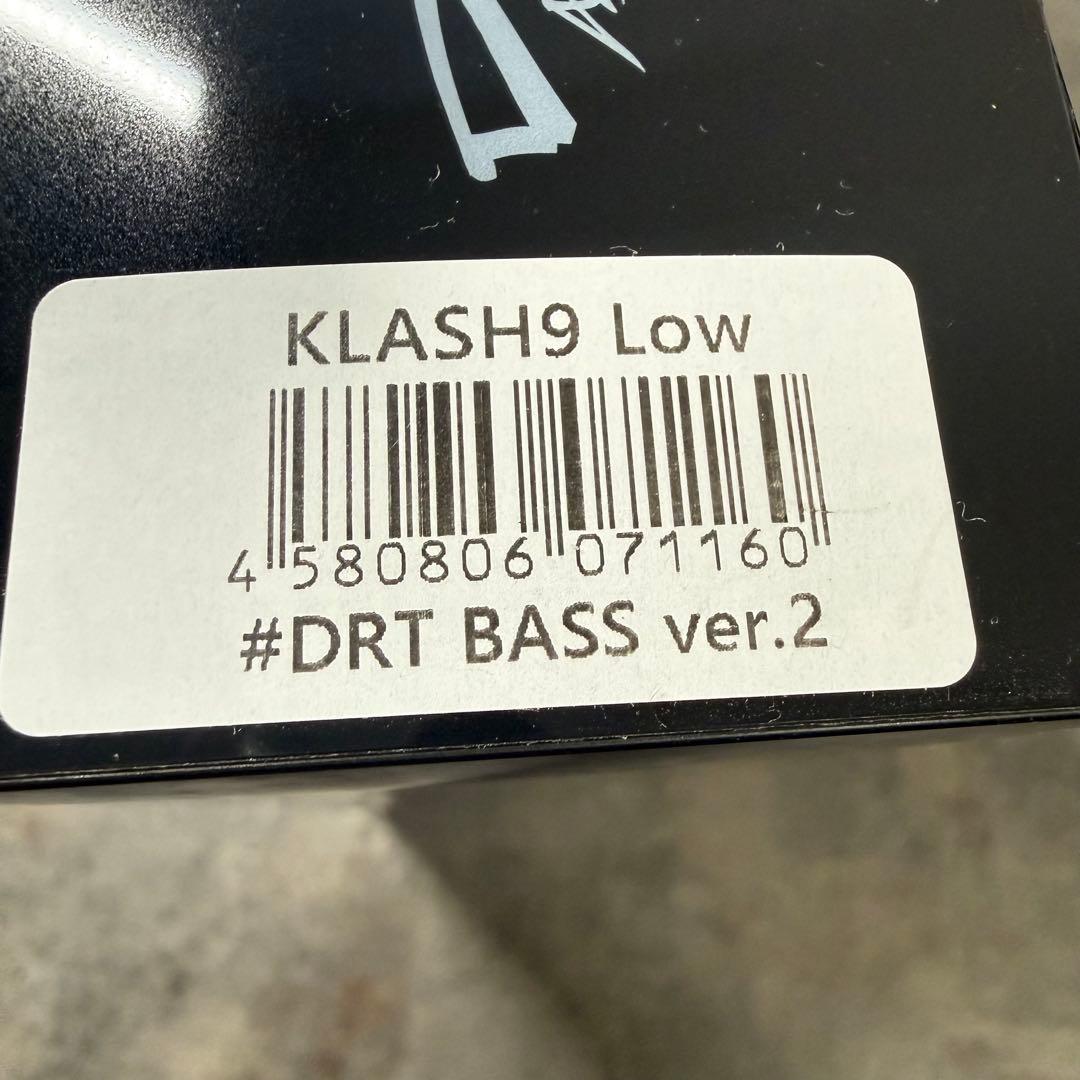 KLASH9 Low
4 580806 071160
#DRT BASS ver.2